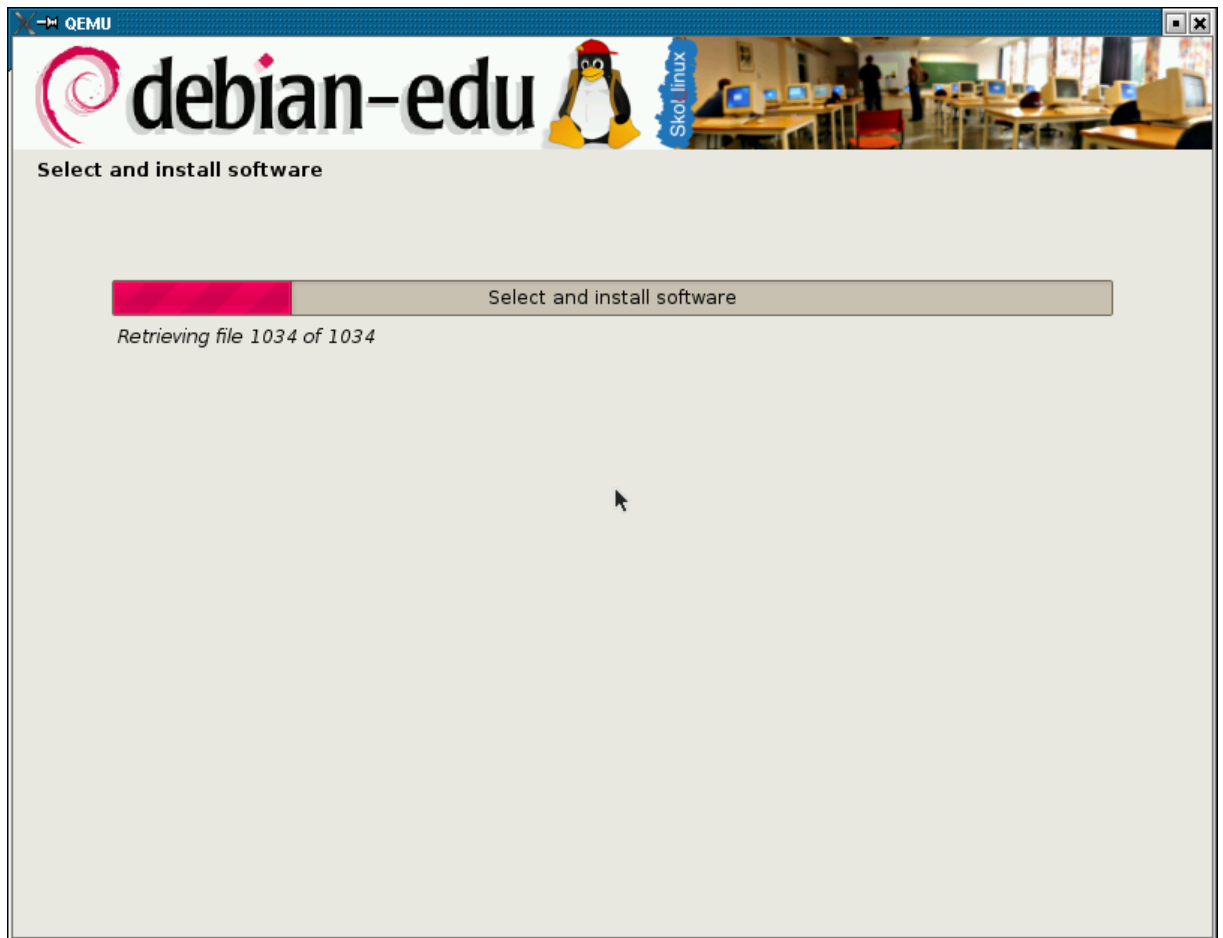 QEMU
debian-edu
Skolelinux
Select and install software
Select and install software
Retrieving file 1034 of 1034